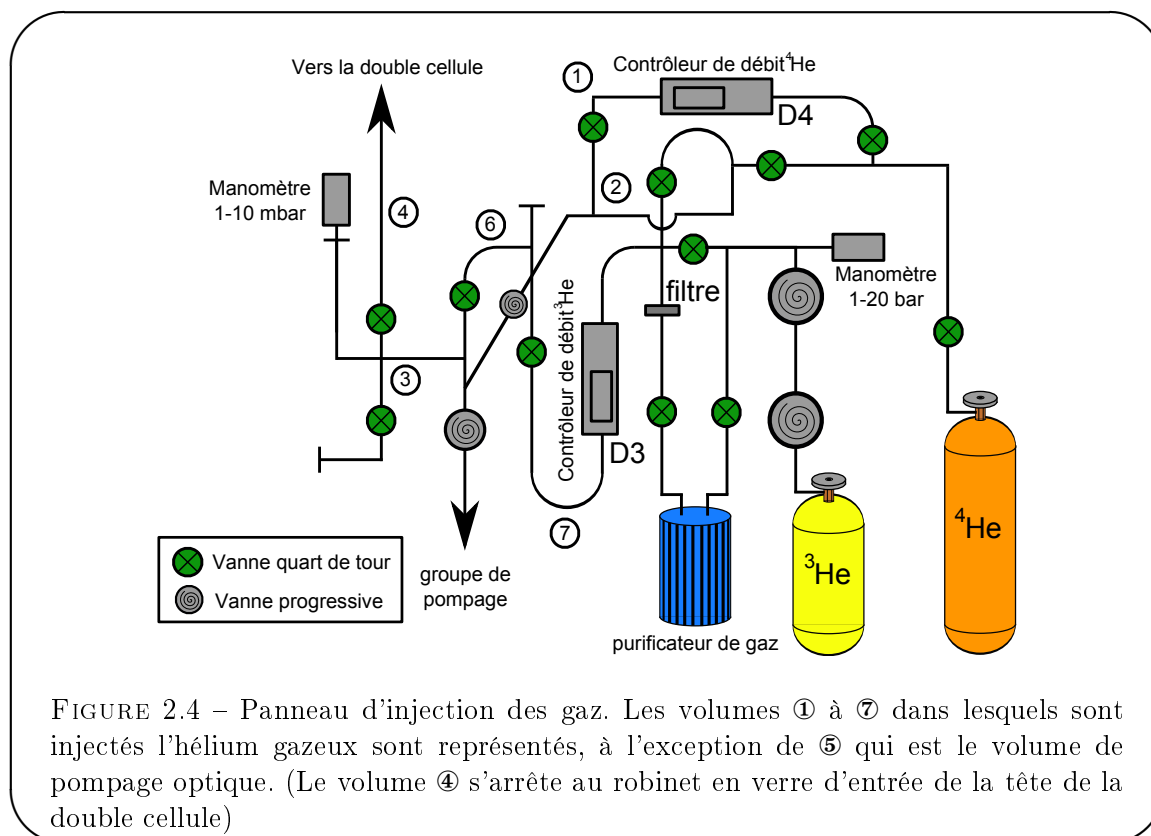 Vers la double cellule
1
Contrôleur de débit ⁴He
D4
Manomètre
1-10 mbar
4
2
6
Manomètre
1-20 bar
filtre
Contrôleur de débit ³He
3
D3
7
⁴He
³He
Vanne quart de tour
Vanne progressive
groupe de
pompage
purificateur de gaz
FIGURE 2.4 – Panneau d'injection des gaz. Les volumes ① à ⑦ dans lesquels sont
injectés l'hélium gazeux sont représentés, à l'exception de ⑤ qui est le volume de
pompage optique. (Le volume ④ s'arrête au robinet en verre d'entrée de la tête de la
double cellule)